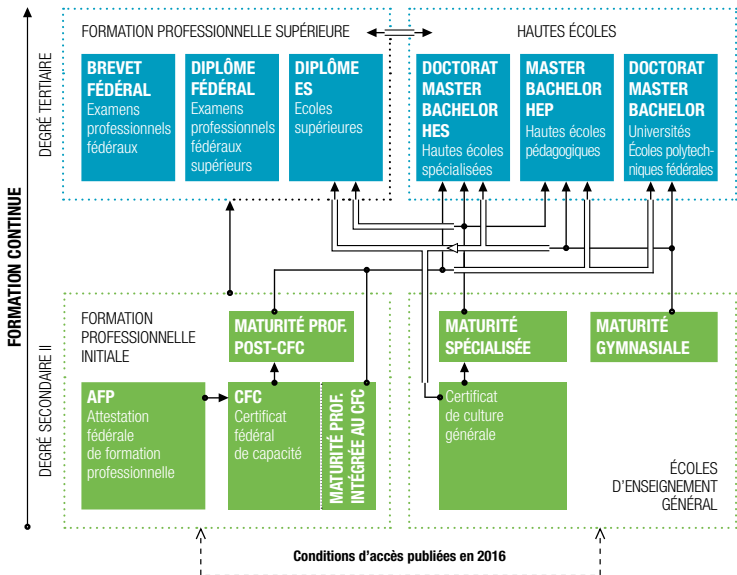 FORMATION CONTINUE
DEGRÉ TERTIAIRE
FORMATION PROFESSIONNELLE SUPÉRIEURE
HAUTES ÉCOLES
BREVET
FÉDÉRAL
Examens
professionnels
fédéraux
DIPLÔME
FÉDÉRAL
Examens
professionnels
fédéraux
supérieurs
DIPLÔME
ES
Ecoles
supérieures
DOCTORAT
MASTER
BACHELOR
HES
Hautes écoles
spécialisées
MASTER
BACHELOR
HEP
Hautes écoles
pédagogiques
DOCTORAT
MASTER
BACHELOR
Universités
Écoles polytech-
niques fédérales
DEGRÉ SECONDAIRE II
FORMATION
PROFESSIONNELLE
INITIALE
MATURITÉ PROF.
POST-CFC
MATURITÉ
SPÉCIALISÉE
MATURITÉ
GYMNASIALE
AFP
Attestation
fédérale
de formation
professionnelle
CFC
Certificat
fédéral
de capacité
MATURITÉ PROF.
INTÉGRÉE AU CFC
Certificat
de culture
générale
ÉCOLES
D'ENSEIGNEMENT
GÉNÉRAL
Conditions d'accès publiées en 2016